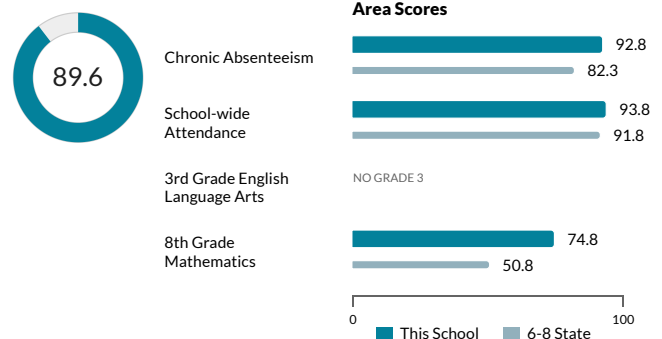 Area Scores
89.6
Chronic Absenteeism
92.8
82.3
School-wide
Attendance
93.8
91.8
3rd Grade English
Language Arts
NO GRADE 3
8th Grade
Mathematics
74.8
50.8
0
100
This School
6-8 State